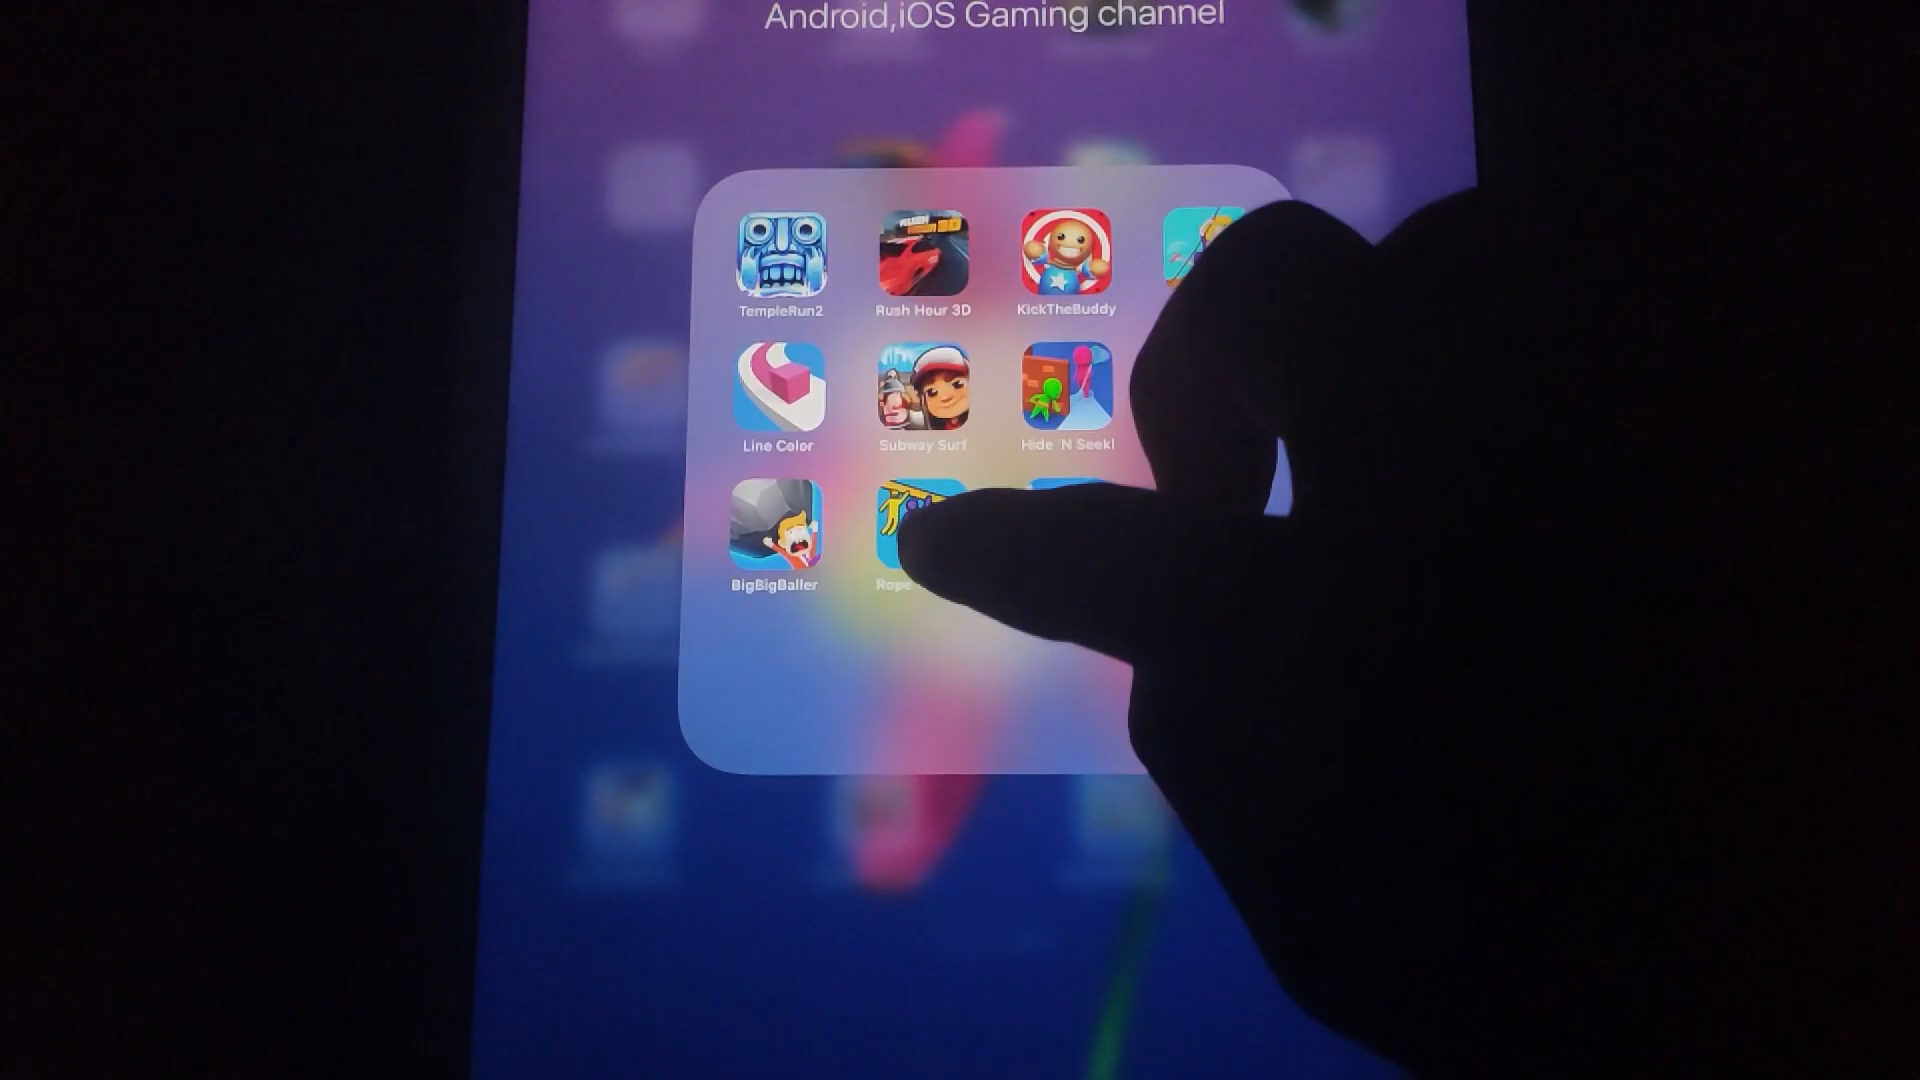 Android,iOS Gaming channel
TempleRun2
Rush Hour 3D
KickTheBuddy
Line Color
Subway Surf
Hide 'N Seek!
BigBigBaller
Rope